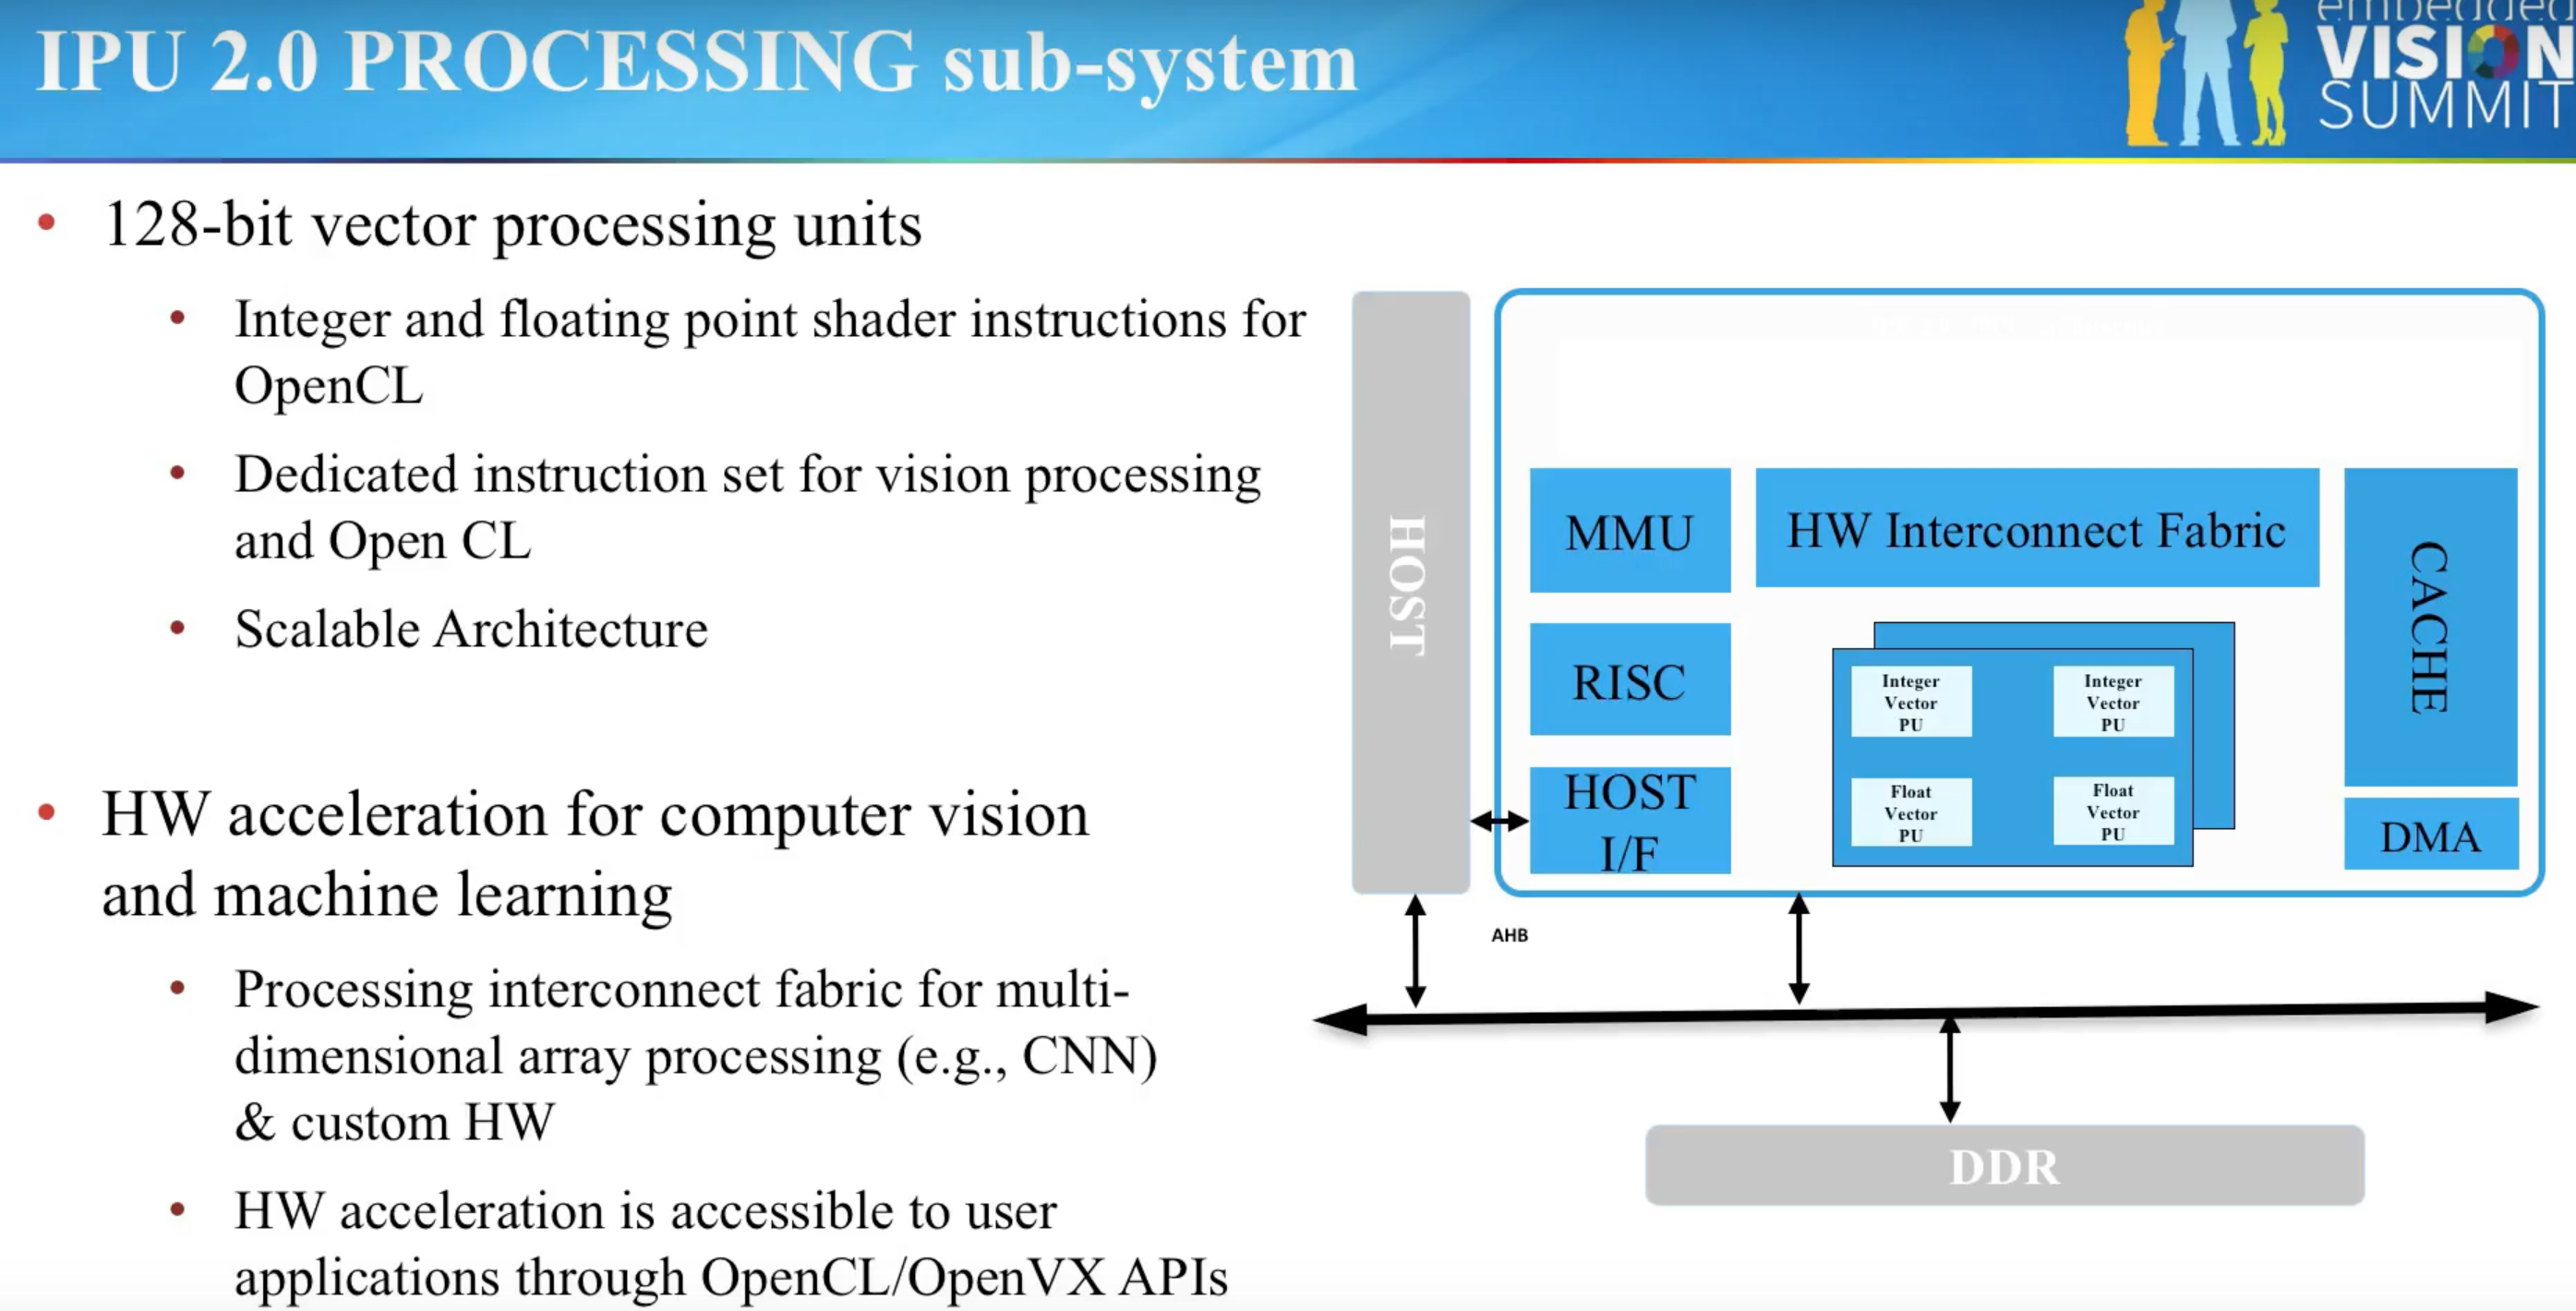 IPU 2.0 PROCESSING sub-system
embedded
VISION
SUMMIT
• 128-bit vector processing units
• Integer and floating point shader instructions for
OpenCL
• Dedicated instruction set for vision processing
and Open CL
• Scalable Architecture
• HW acceleration for computer vision
and machine learning
• Processing interconnect fabric for multi-
dimensional array processing (e.g., CNN)
& custom HW
• HW acceleration is accessible to user
applications through OpenCL/OpenVX APIs
HOST
MMU
HW Interconnect Fabric
CACHE
RISC
Integer
Vector
PU
Integer
Vector
PU
HOST
I/F
Float
Vector
PU
Float
Vector
PU
DMA
AHB
DDR